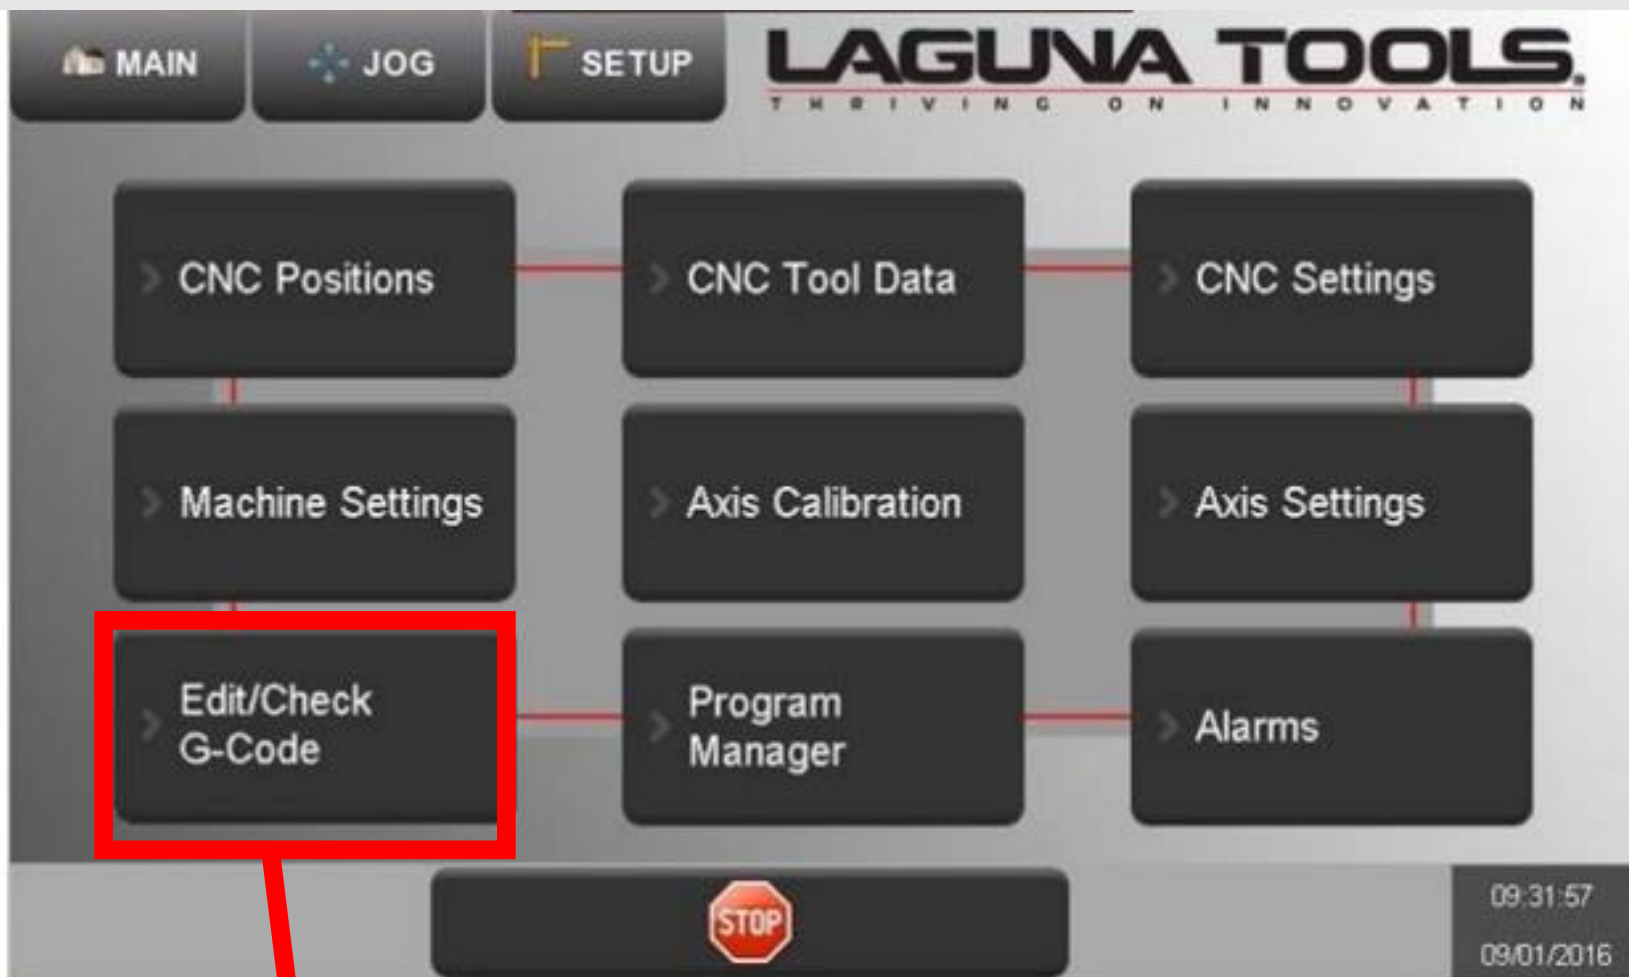 MAIN
JOG
SETUP
LAGUNA TOOLS®
THRIVING ON INNOVATION
CNC Positions
CNC Tool Data
CNC Settings
Machine Settings
Axis Calibration
Axis Settings
Edit/Check
G-Code
Program
Manager
Alarms
STOP
09:31:57
09/01/2016